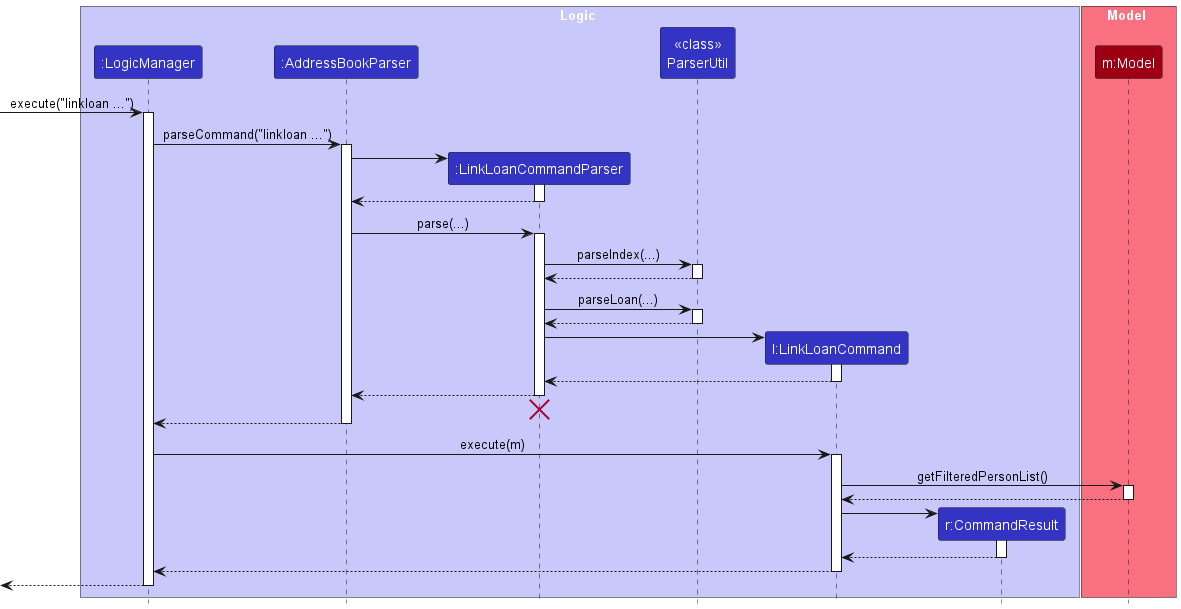 Logic
Model
«class»
ParserUtil
:LogicManager
:AddressBookParser
m:Model
execute("linkloan ...")
parseCommand("linkloan ...")
:LinkLoanCommandParser
parse(...)
parseIndex(...)
parseLoan(...)
l:LinkLoanCommand
execute(m)
getFilteredPersonList()
r:CommandResult